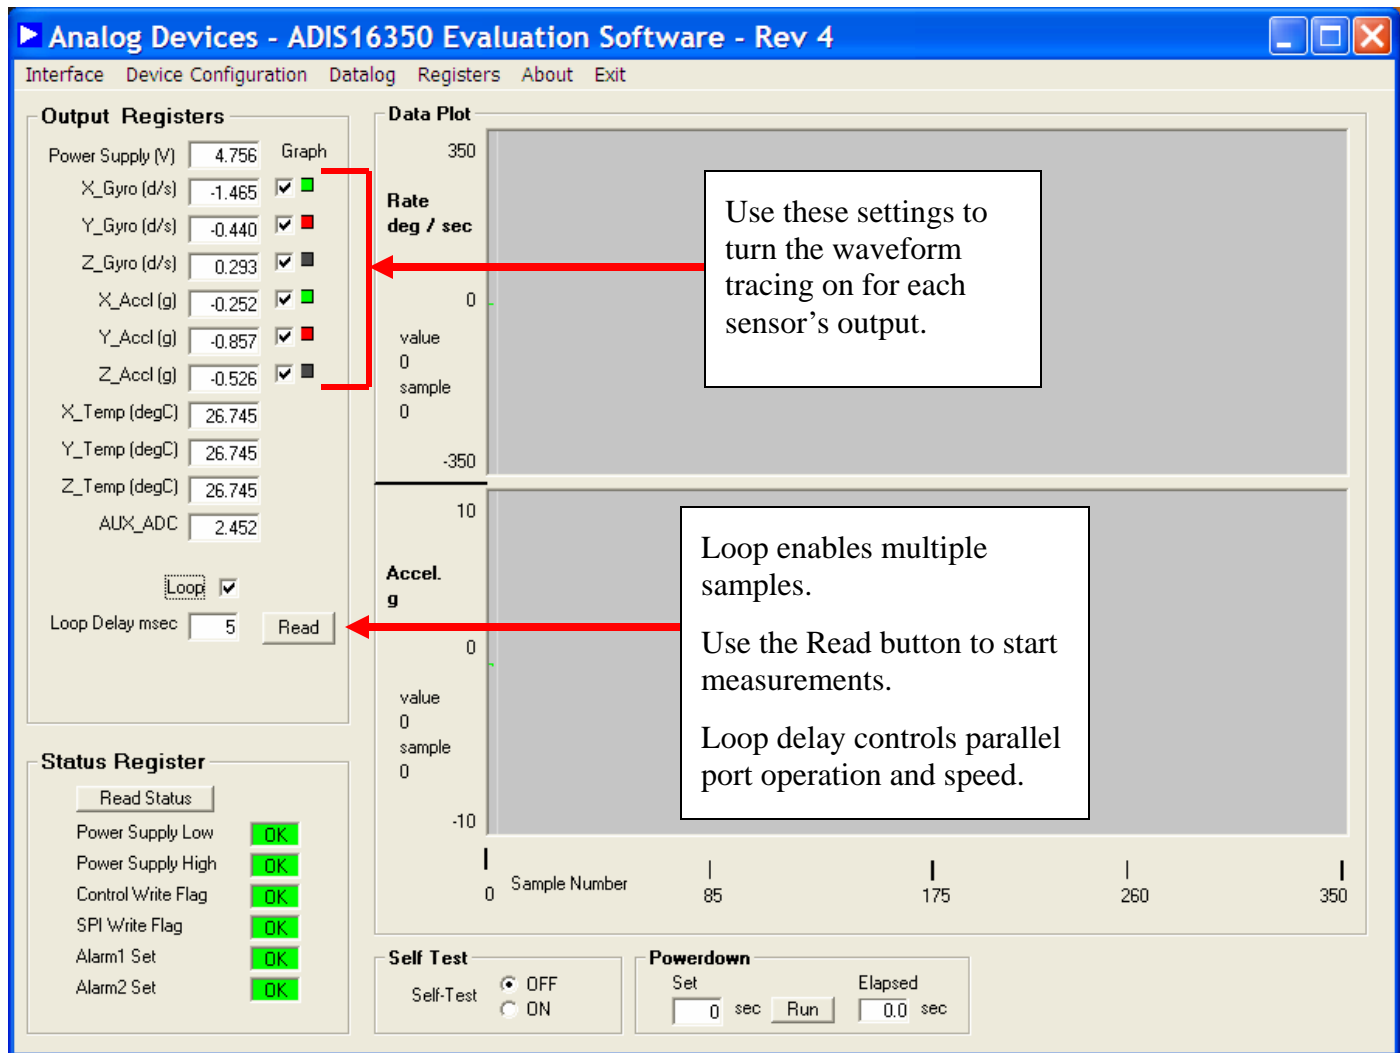 Analog Devices - ADIS16350 Evaluation Software - Rev 4
Interface Device Configuration Datalog Registers About Exit
Output Registers
Power Supply (V) 4.756 Graph
X_Gyro (d/s) -1.465
Y_Gyro (d/s) -0.440
Z_Gyro (d/s) 0.293
X_Accl (g) -0.252
Y_Accl (g) -0.857
Z_Accl (g) -0.526
X_Temp (degC) 26.745
Y_Temp (degC) 26.745
Z_Temp (degC) 26.745
AUX_ADC 2.452
Loop
Loop Delay msec 5 Read
Status Register
Read Status
Power Supply Low OK
Power Supply High OK
Control Write Flag OK
SPI Write Flag OK
Alarm1 Set OK
Alarm2 Set OK
Data Plot
350
Rate
deg / sec
0
value
0
sample
0
-350
Use these settings to
turn the waveform
tracing on for each
sensor’s output.
10
Accel.
g
0
value
0
sample
0
-10
Loop enables multiple
samples.
Use the Read button to start
measurements.
Loop delay controls parallel
port operation and speed.
0 Sample Number 85 175 260 350
Self Test
Self-Test OFF
ON
Powerdown
Set Elapsed
0 sec Run 0.0 sec